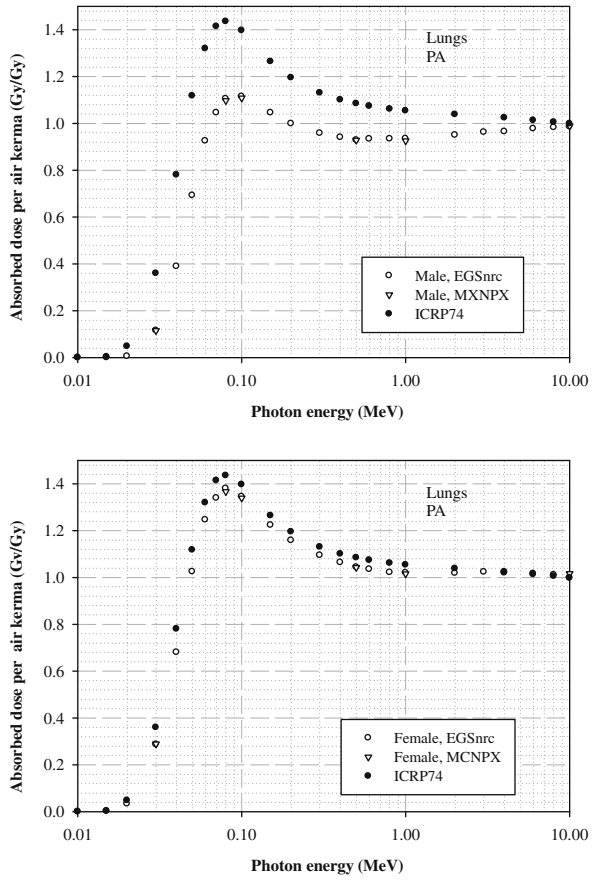 1.4
1.2
1.0
0.8
0.6
0.4
0.2
0.0
Absorbed dose per air kerma (Gy/Gy)
Lungs
PA
Male, EGSnrc
Male, MXNPX
ICRP74
0.01
0.10
1.00
10.00
Photon energy (MeV)
1.4
1.2
1.0
0.8
0.6
0.4
0.2
0.0
Absorbed dose per air kerma (Gv/Gy)
Lungs
PA
Female, EGSnrc
Female, MCNPX
ICRP74
0.01
0.10
1.00
10.00
Photon energy (MeV)